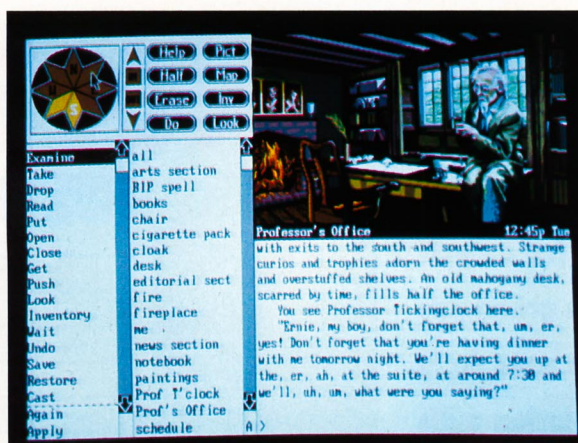 Help
Pict
Half
Map
Erase
Inv
Do
Look
N
W
S
Examine
Take
Drop
Read
Put
Open
Close
Get
Push
Look
Inventory
Wait
Undo
Save
Restore
Cast
Again
Apply
all
arts section
BIP spell
books
chair
cigarette pack
cloak
desk
editorial sect
fire
fireplace
me
news section
notebook
paintings
Prof T'clock
Prof's Office
schedule
A
Professor's Office 12:45p Tue
with exits to the south and southwest. Strange
curios and trophies adorn the crowded walls
and overstuffed shelves. An old mahogany desk,
scarred by time, fills half the office.
You see Professor Tickingclock here.
"Ernie, my boy, don't forget that, um, er,
yes! Don't forget that you're having dinner
with me tomorrow night. We'll expect you up at
the, er, ah, at the suite, at around 7:30 and
we'll, uh, um, what were you saying?"
>